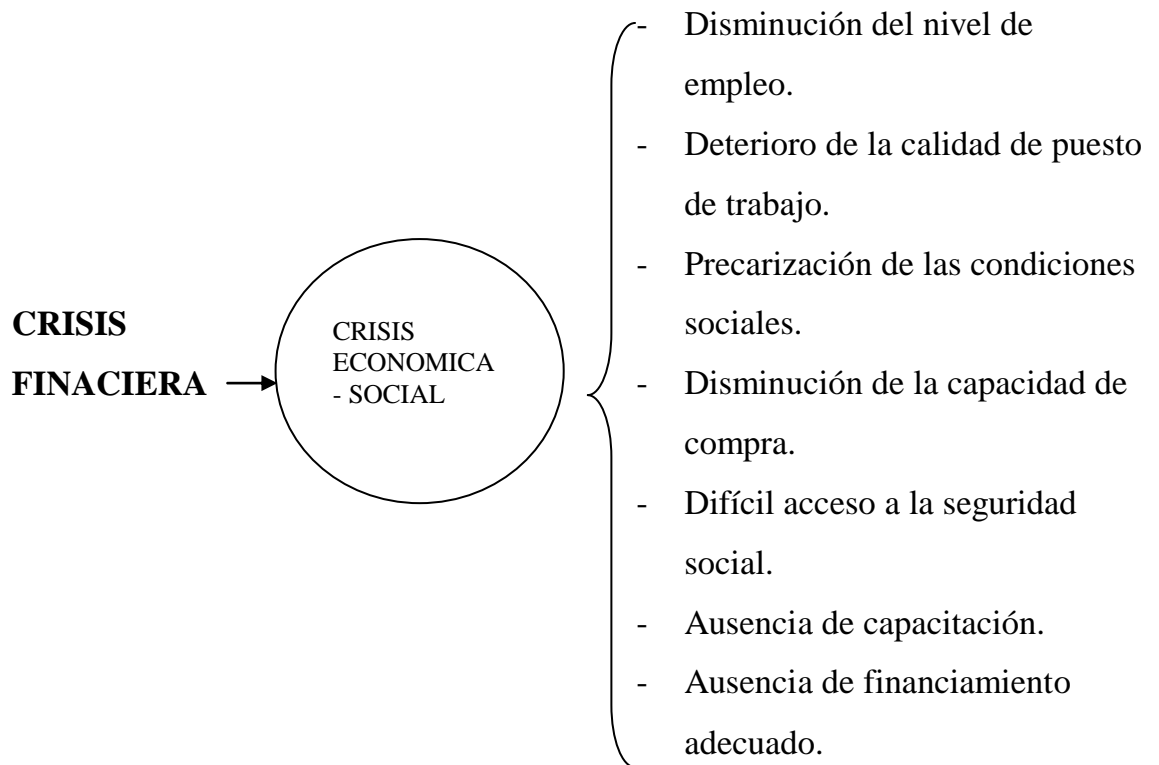 CRISIS
FINACIERA
CRISIS
ECONOMICA
- SOCIAL
- Disminución del nivel de
empleo.
- Deterioro de la calidad de puesto
de trabajo.
- Precarización de las condiciones
sociales.
- Disminución de la capacidad de
compra.
- Difícil acceso a la seguridad
social.
- Ausencia de capacitación.
- Ausencia de financiamiento
adecuado.